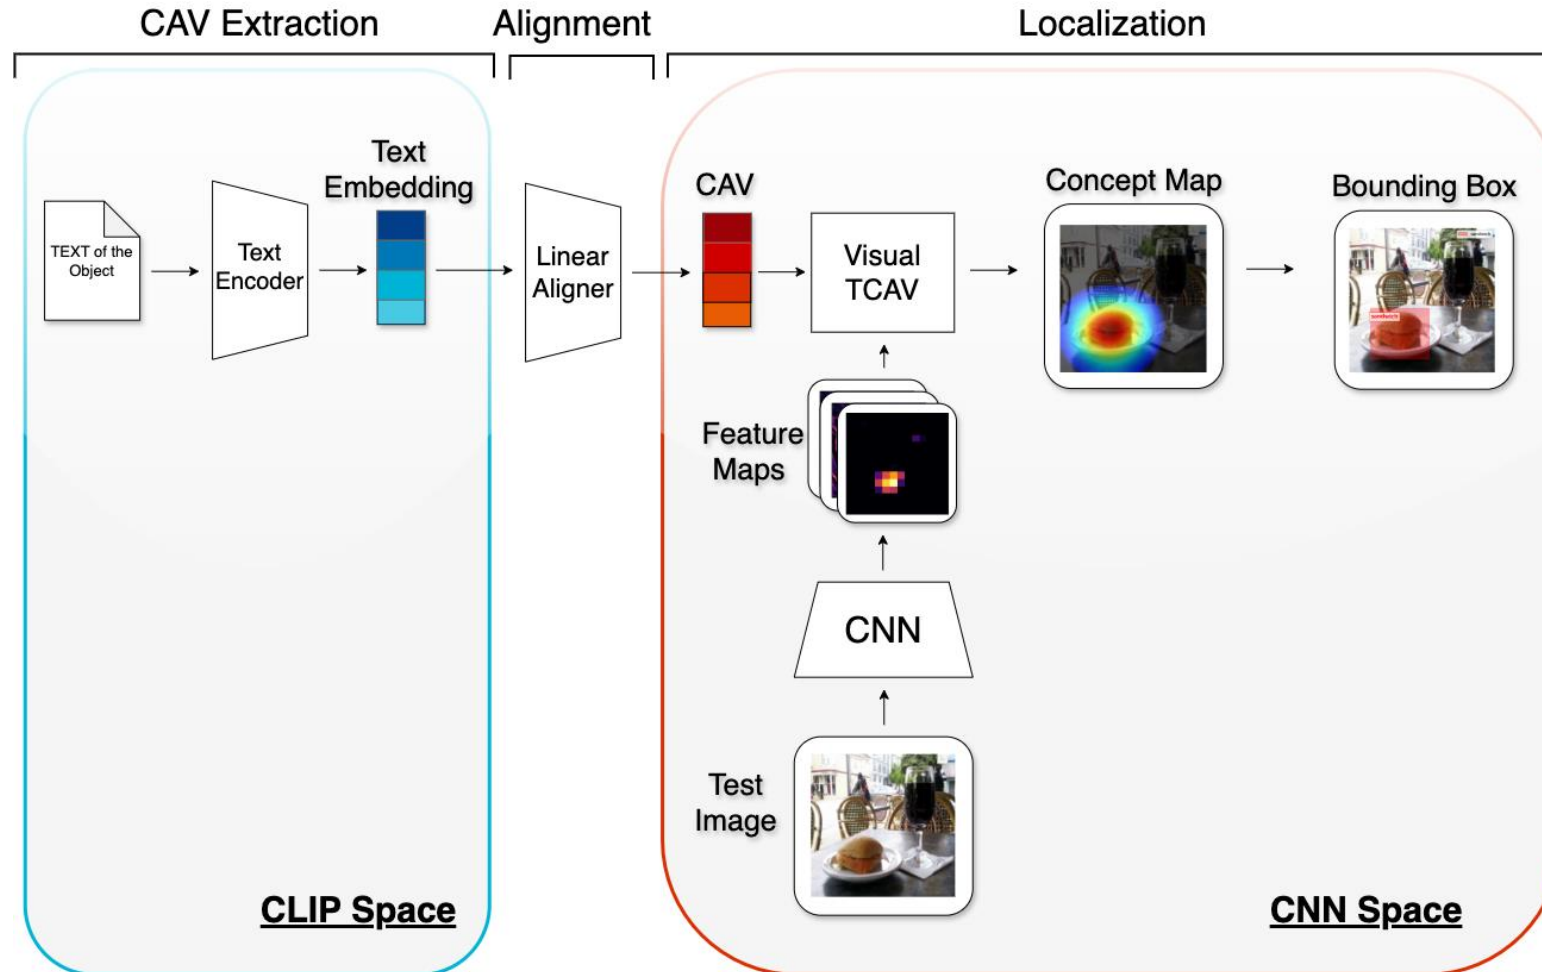 CAV Extraction
Alignment
Localization
TEXT of the
Object
Text
Encoder
Text
Embedding
Linear
Aligner
CAV
Visual
TCAV
Concept Map
Bounding Box
Feature
Maps
CNN
Test
Image
CLIP Space
CNN Space